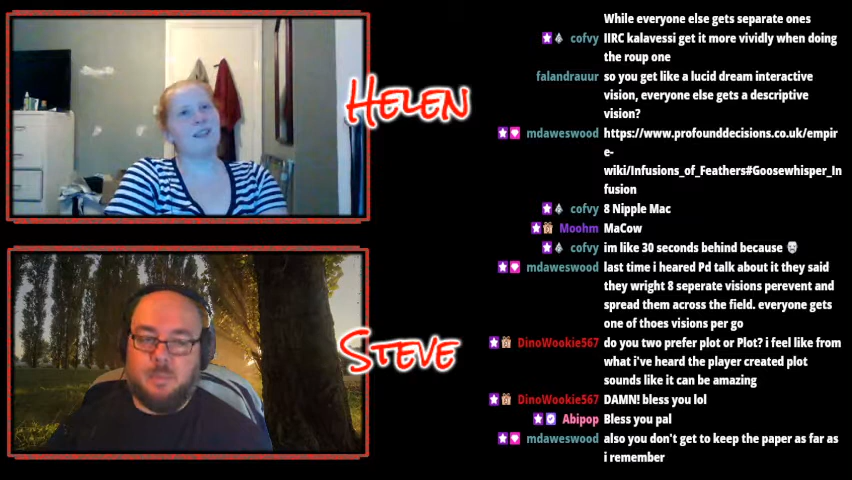 HELEN
STEVE
While everyone else gets separate ones
cofvy IIRC kalavessi get it more vividly when doing
the roup one
falandrauur so you get like a lucid dream interactive
vision, everyone else gets a descriptive
vision?
mdaweswood https://www.profounddecisions.co.uk/empir
e-
wiki/Infusions_of_Feathers#Goosewhisper_In
fusion
cofvy 8 Nipple Mac
Moohm MaCow
cofvy im like 30 seconds behind because
mdaweswood last time i heared Pd talk about it they said
they wright 8 seperate visions perevent and
spread them across the field. everyone gets
one of thoes visions per go
DinoWookie567 do you two prefer plot or Plot? i feel like from
what i've heard the player created plot
sounds like it can be amazing
DinoWookie567 DAMN! bless you lol
Abipop Bless you pal
mdaweswood also you don't get to keep the paper as far as
i remember